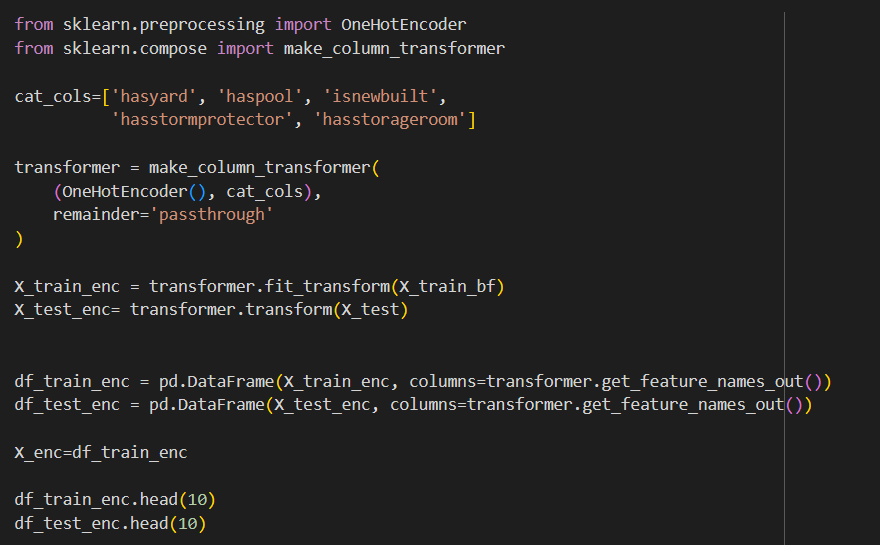 from sklearn.preprocessing import OneHotEncoder
from sklearn.compose import make_column_transformer
cat_cols=['hasyard', 'haspool', 'isnewbuilt',
'hasstormprotector', 'hasstorageroom']
transformer = make_column_transformer(
(OneHotEncoder(), cat_cols),
remainder='passthrough'
)
X_train_enc = transformer.fit_transform(X_train_bf)
X_test_enc= transformer.transform(X_test)
df_train_enc = pd.DataFrame(X_train_enc, columns=transformer.get_feature_names_out())
df_test_enc = pd.DataFrame(X_test_enc, columns=transformer.get_feature_names_out())
X_enc=df_train_enc
df_train_enc.head(10)
df_test_enc.head(10)